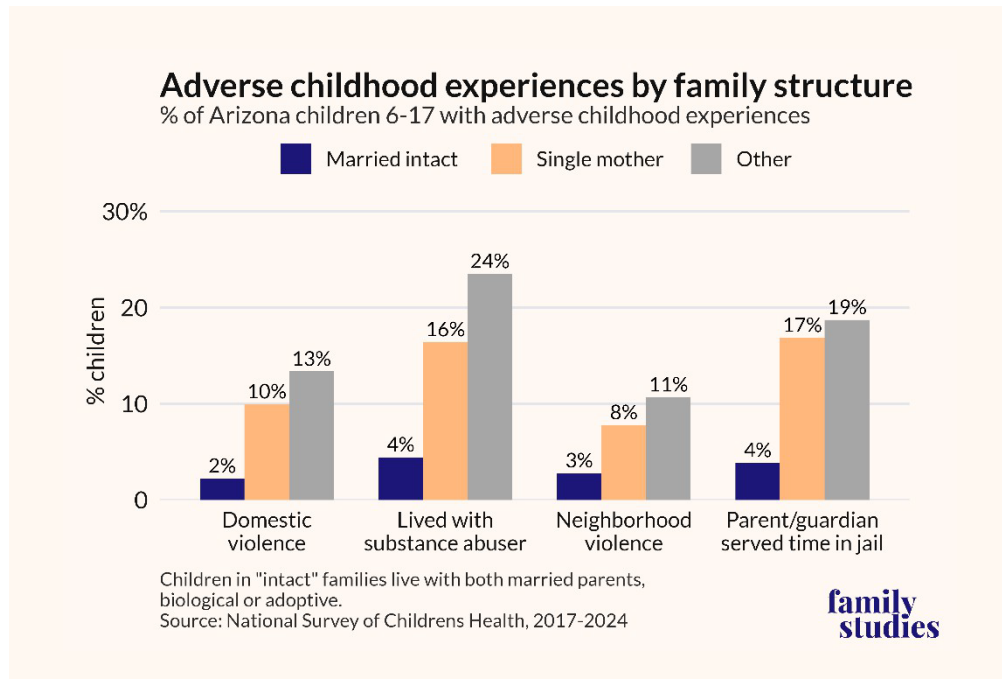 Adverse childhood experiences by family structure
% of Arizona children 6-17 with adverse childhood experiences
Married intact
Single mother
Other
30%
20
10
0
% children
2%
10%
13%
4%
16%
24%
3%
8%
11%
4%
17%
19%
Domestic
violence
Lived with
substance abuser
Neighborhood
violence
Parent/guardian
served time in jail
Children in "intact" families live with both married parents,
biological or adoptive.
Source: National Survey of Childrens Health, 2017-2024
family
studies